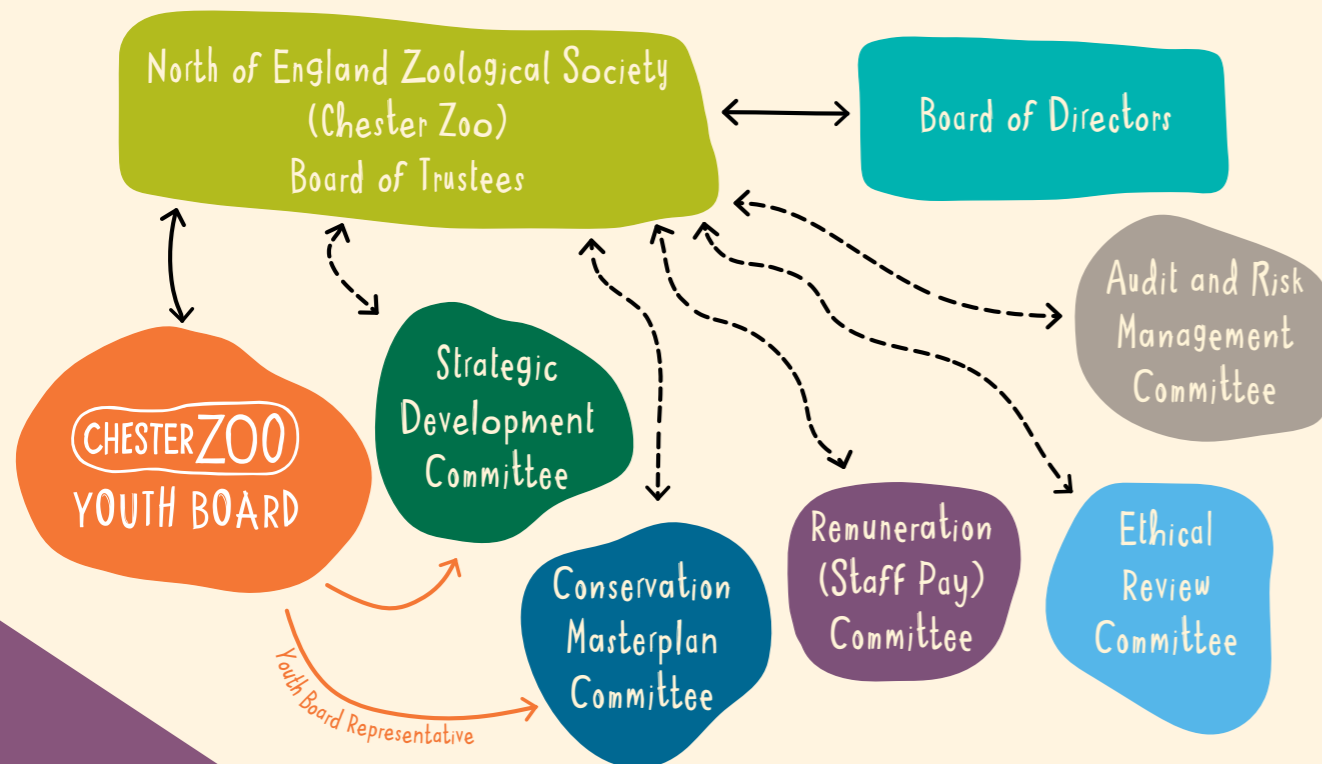 North of England Zoological Society
(Chester Zoo)
Board of Trustees
Board of Directors
Audit and Risk
Management
Committee
Strategic
Development
Committee
CHESTER ZOO
YOUTH BOARD
Remuneration
(Staff Pay)
Committee
Ethical
Review
Committee
Conservation
Masterplan
Committee
Youth Board Representative